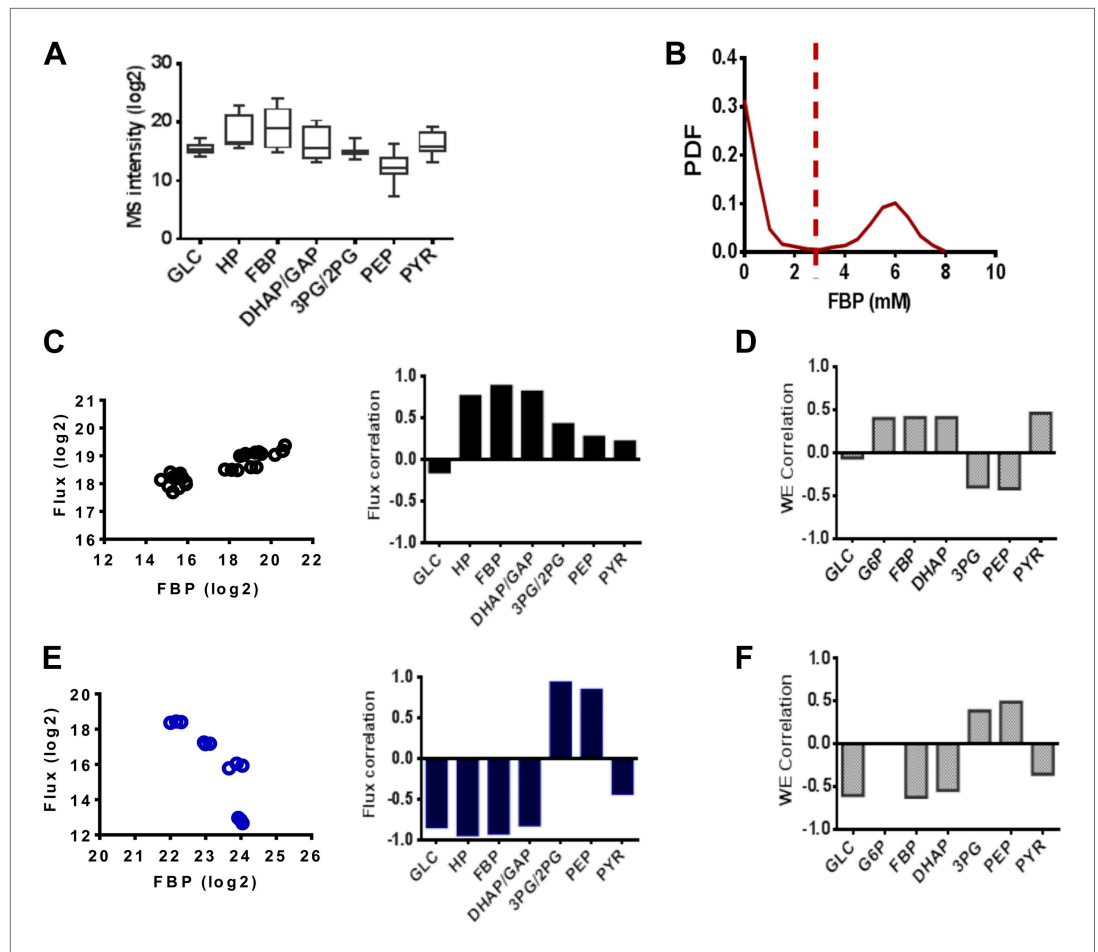 A
MS intensity (log2)
30
20
10
0
GLC
HP
FBP
DHAP/GAP
3PG/2PG
PEP
PYR
B
PDF
0.4
0.3
0.2
0.1
0.0
0 2 4 6 8 10
FBP (mM)
C
Flux (log2)
21
20
19
18
17
16
12 14 16 18 20 22
FBP (log2)
Flux correlation
1.0
0.5
0.0
-0.5
-1.0
GLC
HP
FBP
DHAP/GAP
3PG/2PG
PEP
PYR
D
WE Correlation
1.0
0.5
0.0
-0.5
-1.0
GLC
G6P
FBP
DHAP
3PG
PEP
PYR
E
Flux (log2)
20
18
16
14
12
20 21 22 23 24 25 26
FBP (log2)
Flux correlation
1.0
0.5
0.0
-0.5
-1.0
GLC
HP
FBP
DHAP/GAP
3PG/2PG
PEP
PYR
F
WE Correlation
1.0
0.5
0.0
-0.5
-1.0
GLC
G6P
FBP
DHAP
3PG
PEP
PYR